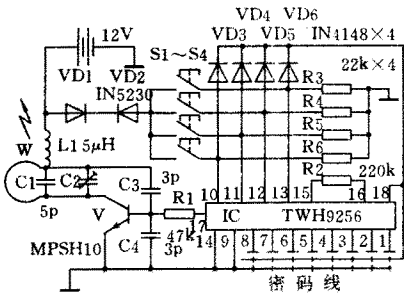 VD4 VD6
12V
S1~S4
VD3 VD5 IN4148×4
VD1 VD2
IN5230
22k×4
R3
R4
R5
R6
R2
220k
W
L1 5μH
C1 C2
5p
C3
3p
R1
V
47k
MPSH10
C4
3p
10 11 12 13 15 16 18
IC TWH9256
17
14 9 8 7 6 5 4 3 2 1
密码线